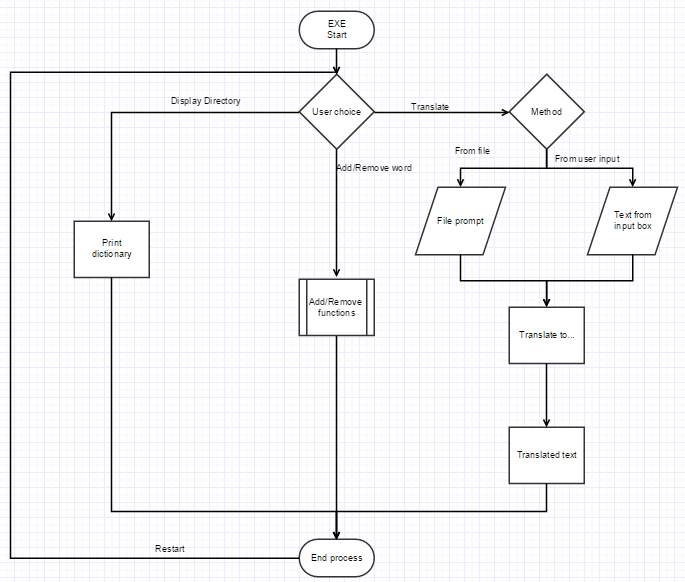 EXE
Start
Display Directory
User choice
Translate
Method
From file
From user input
Add/Remove word
File prompt
Text from
input box
Print
dictionary
Add/Remove
functions
Translate to...
Translated text
Restart
End process